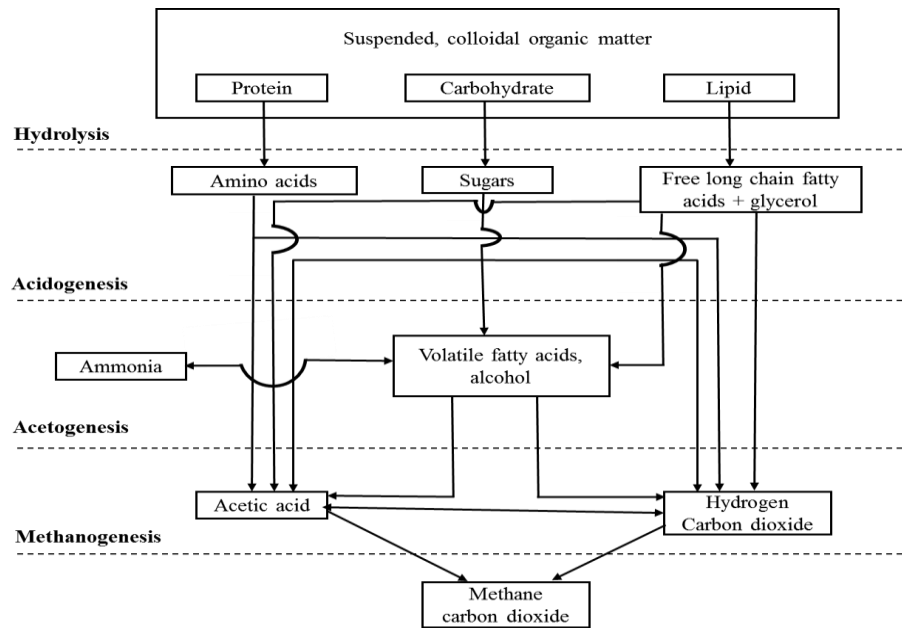 Suspended, colloidal organic matter
Protein
Carbohydrate
Lipid
Hydrolysis
Amino acids
Sugars
Free long chain fatty
acids + glycerol
Acidogenesis
Ammonia
Volatile fatty acids,
alcohol
Acetogenesis
Acetic acid
Hydrogen
Carbon dioxide
Methanogenesis
Methane
carbon dioxide